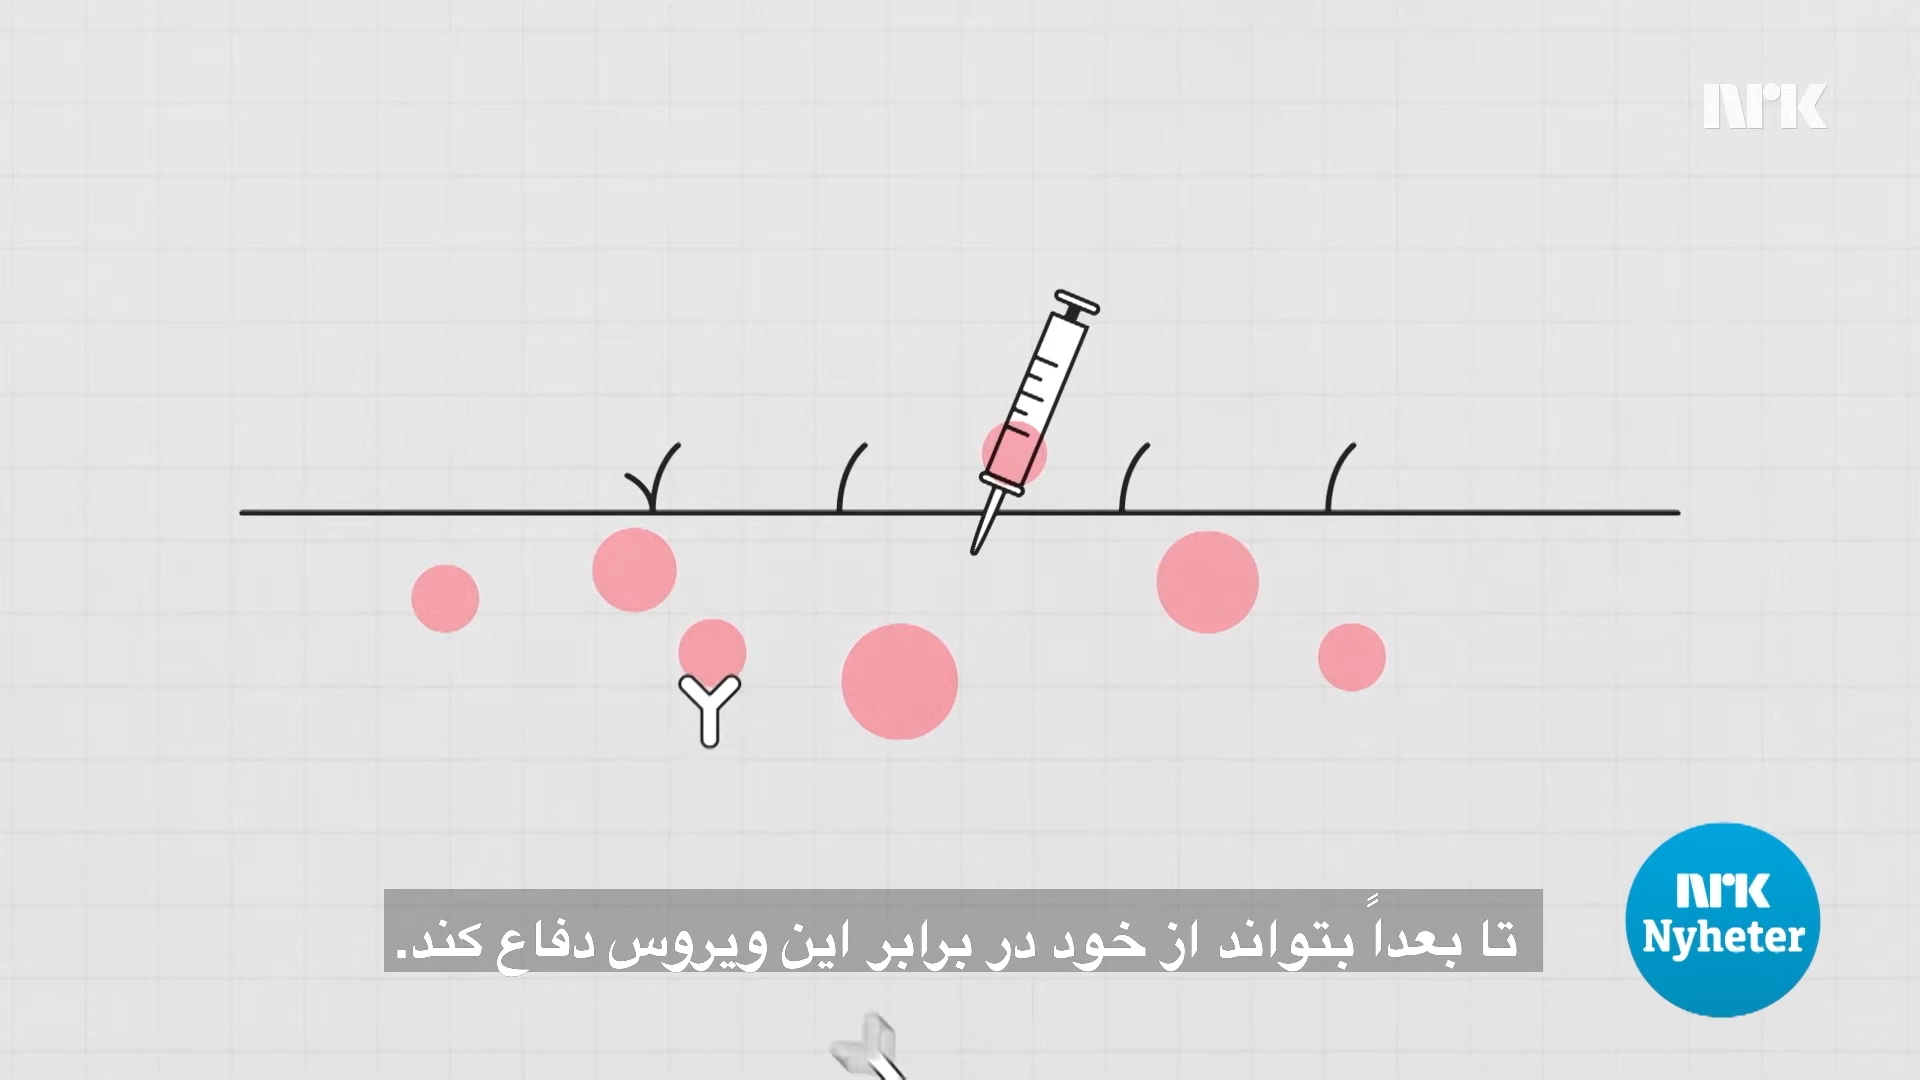 NRK
تا بعداً بتواند از خود در برابر این ویروس دفاع کند.
NRK
Nyheter